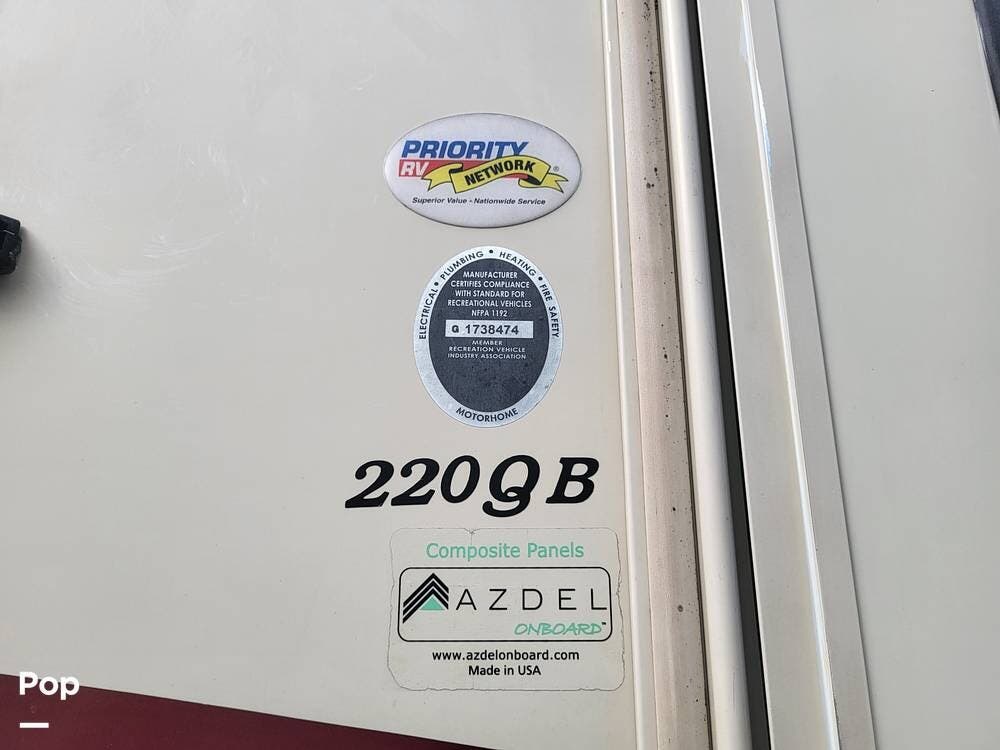 PRIORITY
RV NETWORK ®
Superior Value - Nationwide Service
ELECTRICAL • PLUMBING • HEATING • FIRE SAFETY
MANUFACTURER
CERTIFIES COMPLIANCE
WITH STANDARD FOR
RECREATIONAL VEHICLES
NFPA 1192
G 1738474
MEMBER
RECREATION VEHICLE
INDUSTRY ASSOCIATION
MOTORHOME
220QB
Composite Panels
AZDEL
ONBOARD™
www.azdelonboard.com
Made in USA
Pop